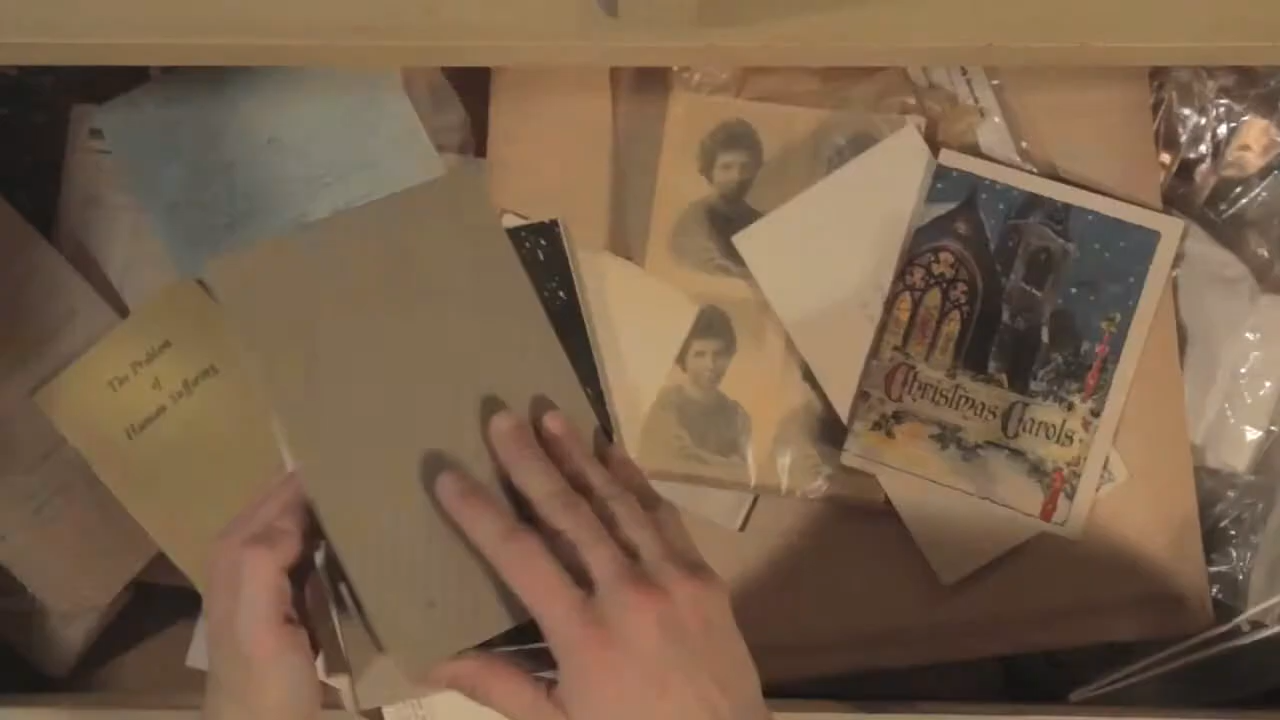 The Problem
of
Human Suffering
Christmas Carols